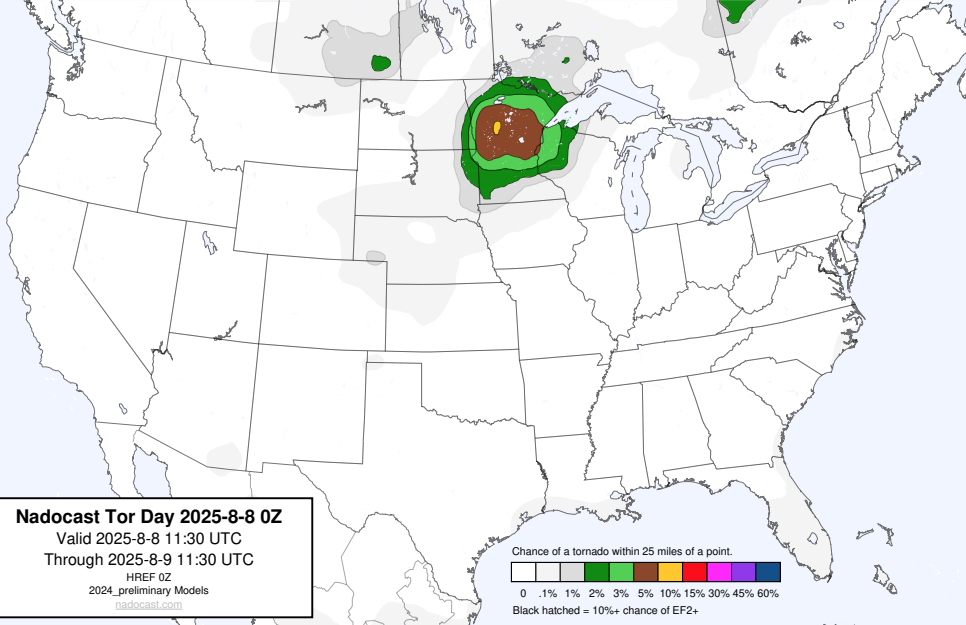 Nadocast Tor Day 2025-8-8 0Z
Valid 2025-8-8 11:30 UTC
Through 2025-8-9 11:30 UTC
HREF 0Z
2024_preliminary Models
nadocast.com
Chance of a tornado within 25 miles of a point.
0 .1% 1% 2% 3% 5% 10% 15% 30% 45% 60%
Black hatched = 10%+ chance of EF2+